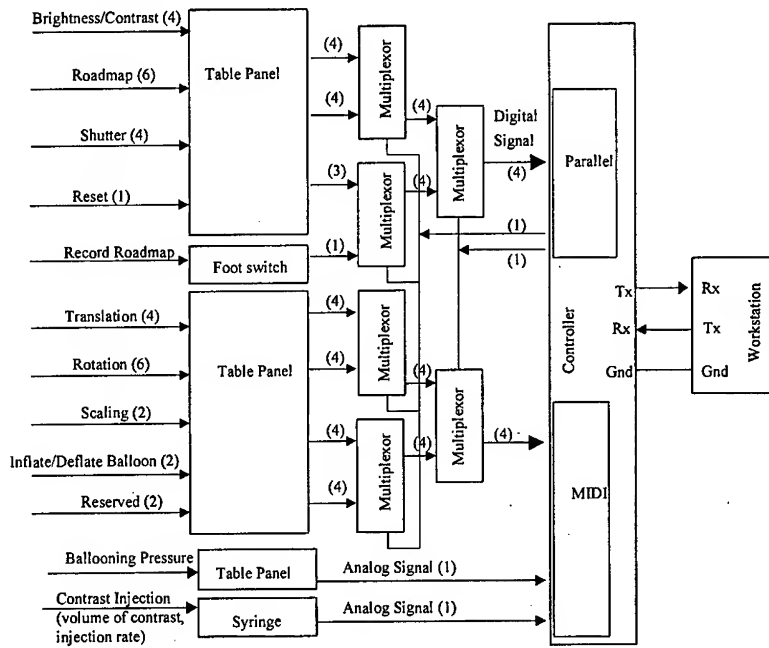 Brightness/Contrast (4)
Roadmap (6)
Shutter (4)
Reset (1)
Record Roadmap
Table Panel
Foot switch
(4)
(4)
(3)
(1)
Multiplexor
Multiplexor
(4)
(4)
Multiplexor
Digital
Signal
(4)
(1)
(1)
Parallel
Controller
Tx
Rx
Gnd
Rx
Tx
Gnd
Workstation
Translation (4)
Rotation (6)
Scaling (2)
Inflate/Deflate Balloon (2)
Reserved (2)
Table Panel
(4)
(4)
(4)
(4)
Multiplexor
Multiplexor
(4)
(4)
Multiplexor
(4)
MIDI
Ballooning Pressure
Table Panel
Analog Signal (1)
Contrast Injection
(volume of contrast,
injection rate)
Syringe
Analog Signal (1)